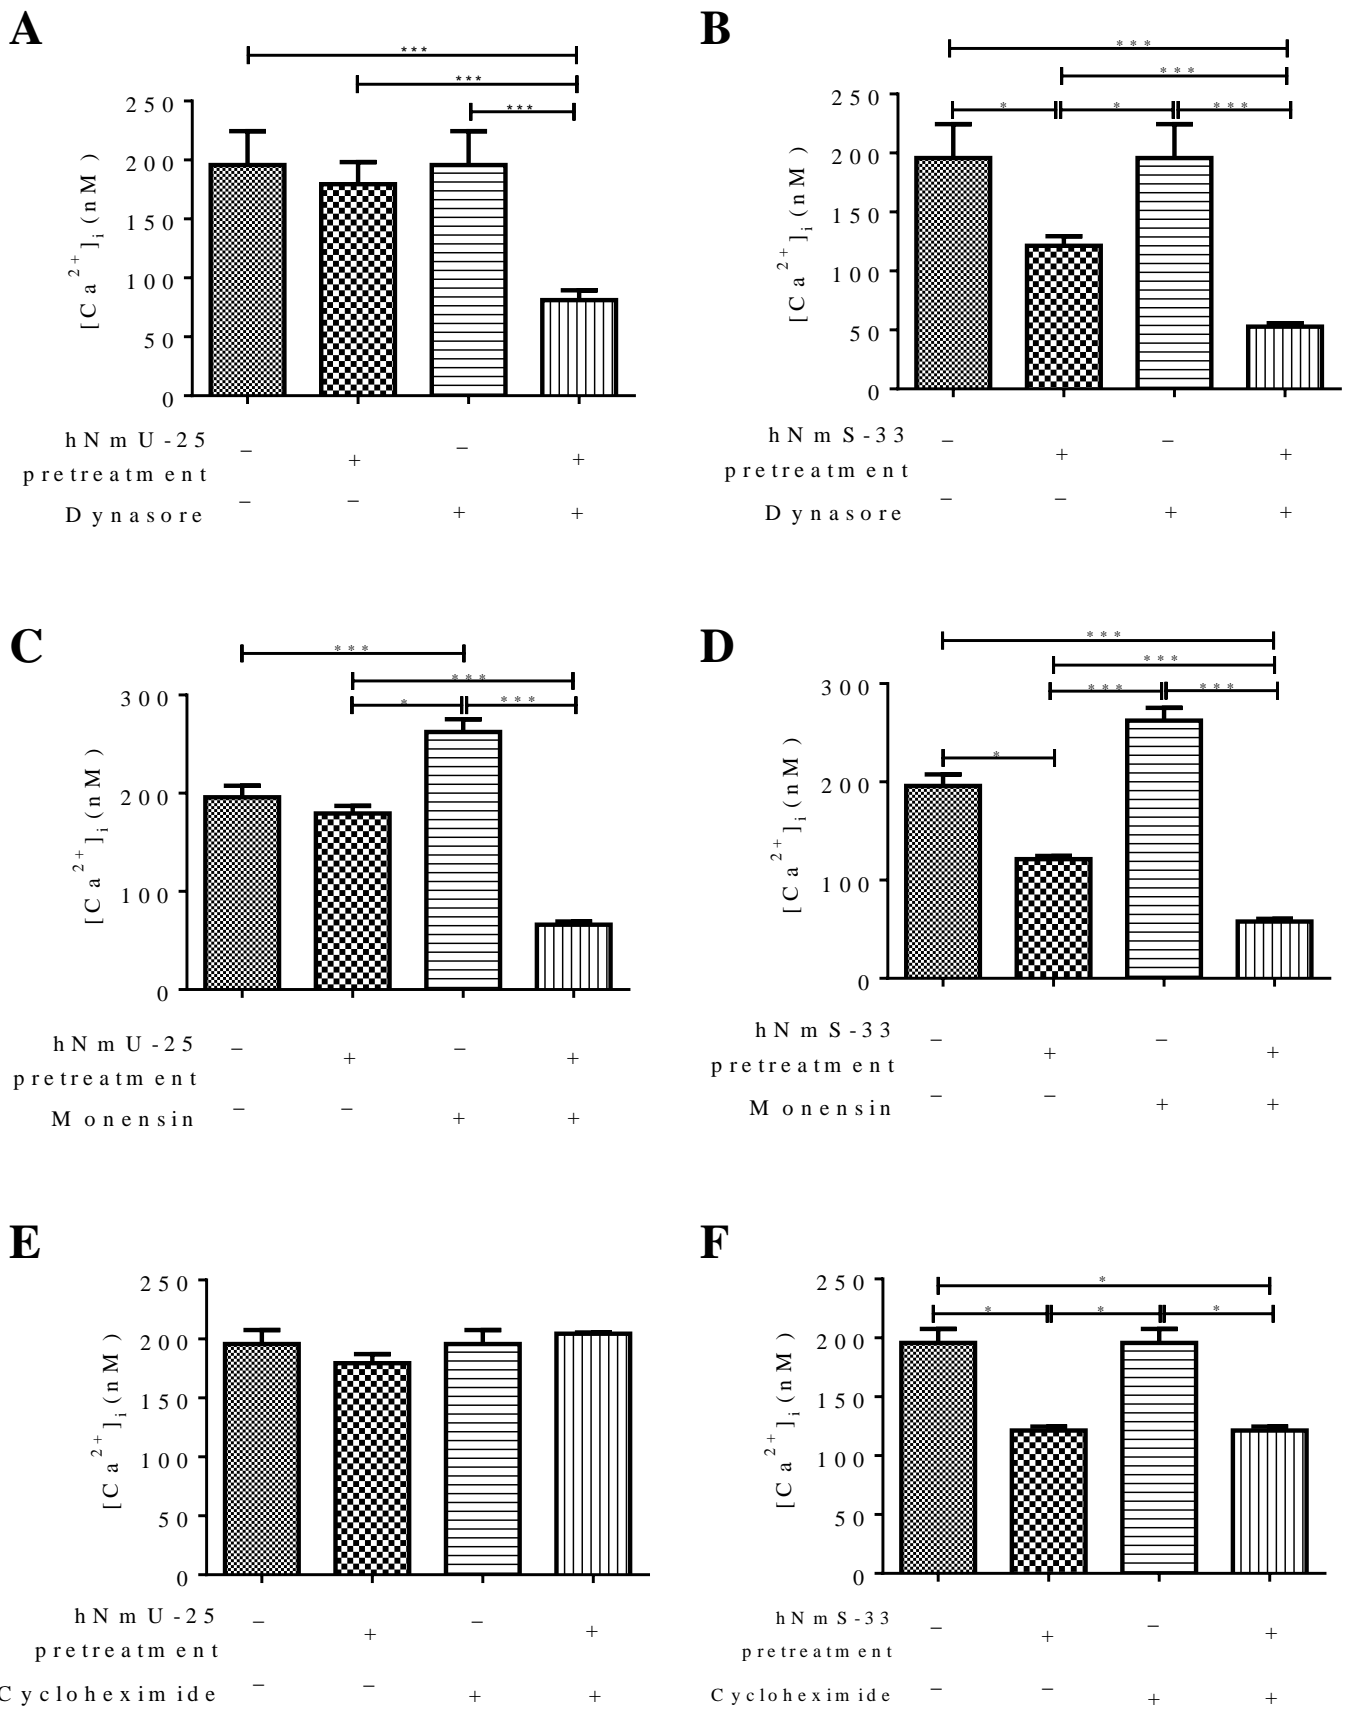 A
***
***
***
250
200
150
100
50
0
[Ca2+]i (nM)
hNmU-25
pretreatment
– + – +
Dynasore – – + +
B
***
***
* * ***
250
200
150
100
50
0
[Ca2+]i (nM)
hNmS-33
pretreatment
– + – +
Dynasore – – + +
C
***
***
* ***
300
200
100
0
[Ca2+]i (nM)
hNmU-25
pretreatment
– + – +
Monensin – – + +
D
***
***
*** ***
*
300
200
100
0
[Ca2+]i (nM)
hNmS-33
pretreatment
– + – +
Monensin – – + +
E
250
200
150
100
50
0
[Ca2+]i (nM)
hNmU-25
pretreatment
– + – +
Cycloheximide – – + +
F
*
* * *
250
200
150
100
50
0
[Ca2+]i (nM)
hNmS-33
pretreatment
– + – +
Cycloheximide – – + +